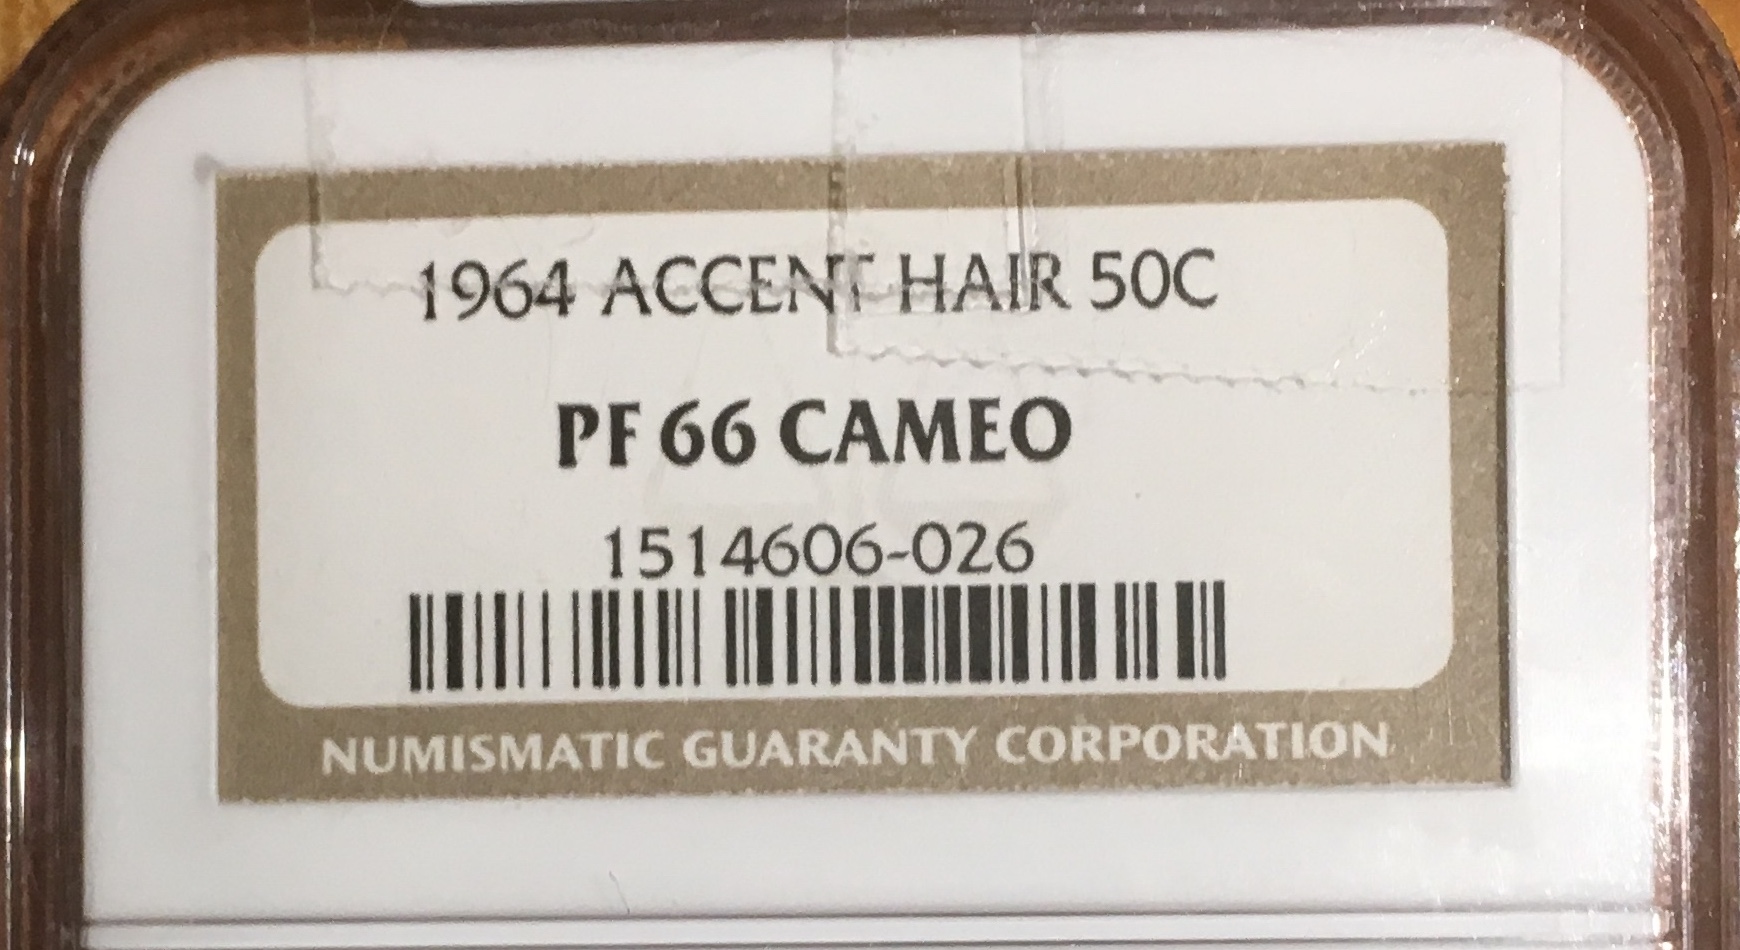 1964 ACCENT HAIR 50C
PF 66 CAMEO
1514606-026
NUMISMATIC GUARANTY CORPORATION